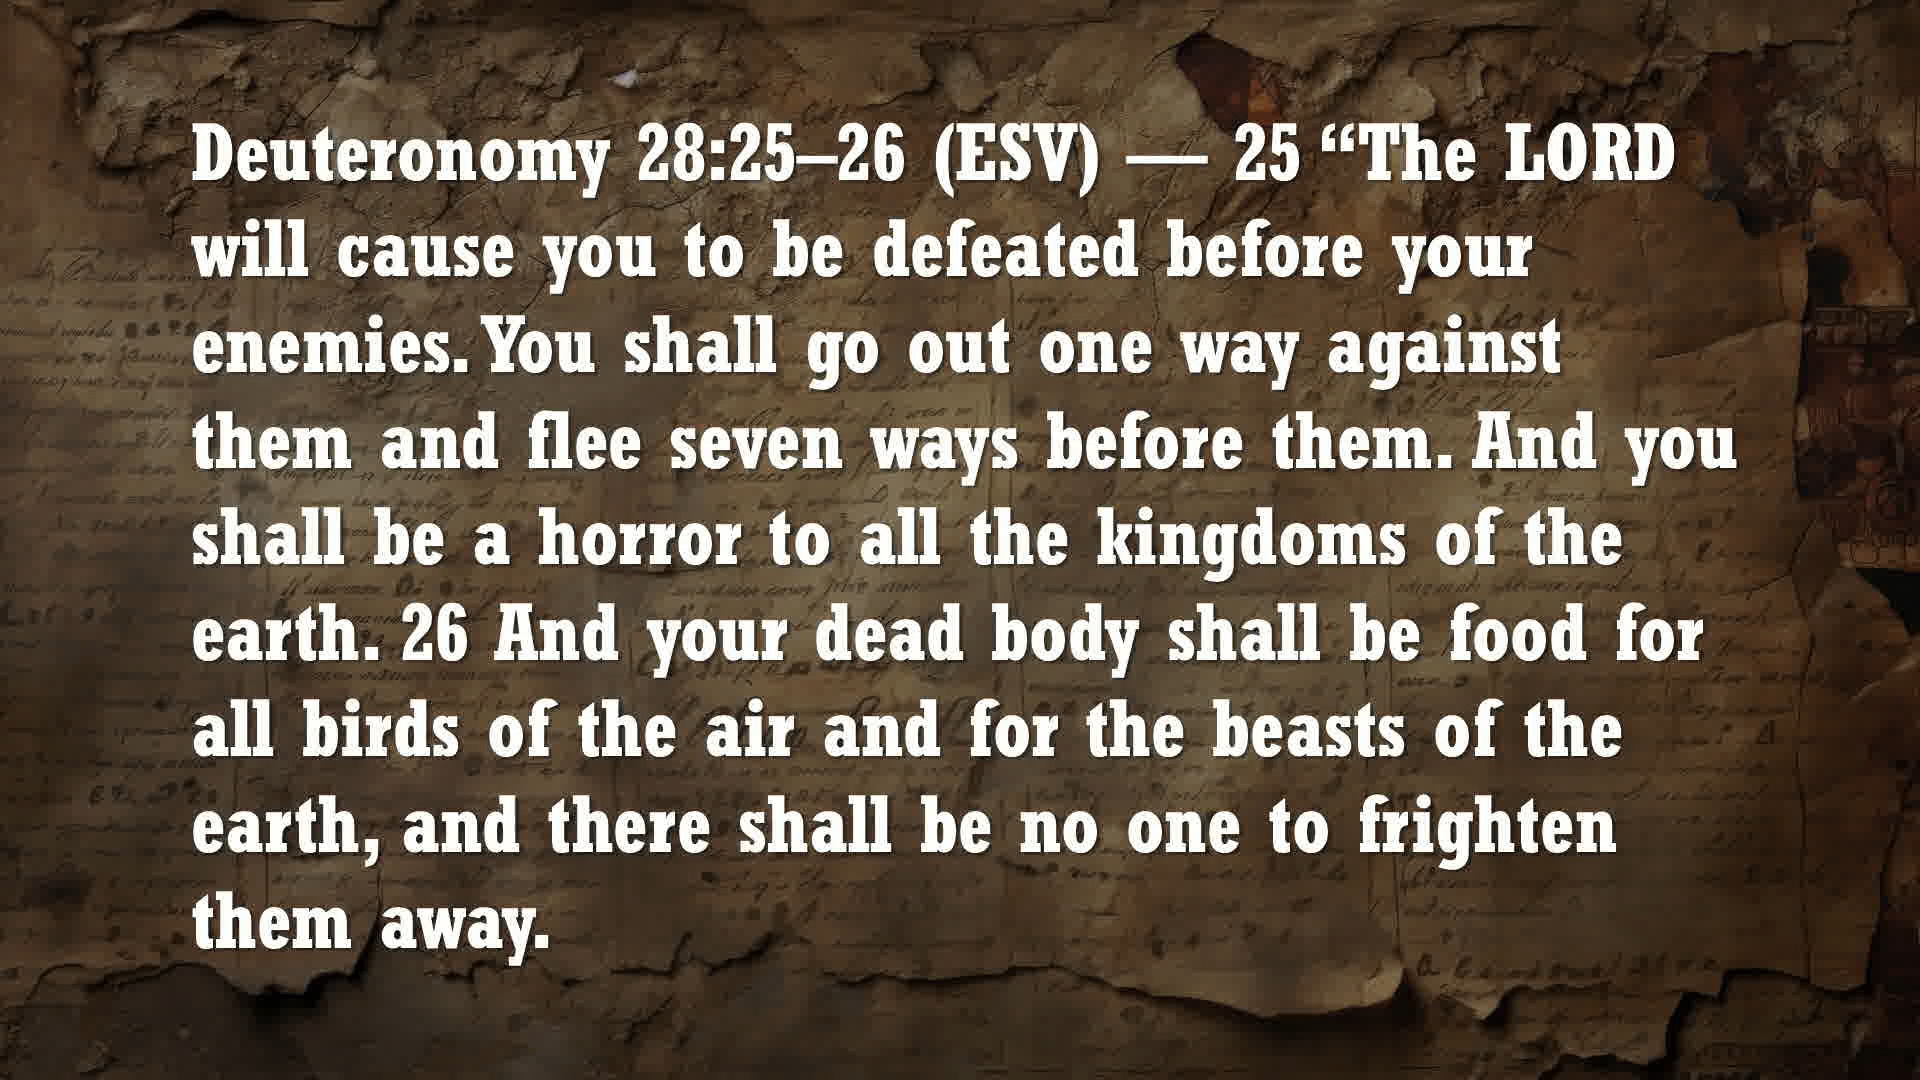 Deuteronomy 28:25–26 (ESV) — 25 “The LORD
will cause you to be defeated before your
enemies. You shall go out one way against
them and flee seven ways before them. And you
shall be a horror to all the kingdoms of the
earth. 26 And your dead body shall be food for
all birds of the air and for the beasts of the
earth, and there shall be no one to frighten
them away.